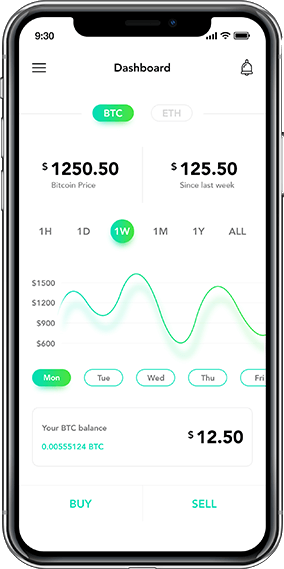 9:30
Dashboard
BTC ETH
$ 1250.50 $ 125.50
Bitcoin Price Since last week
1H 1D 1W 1M 1Y ALL
$1500
$1200
$900
$600
Mon Tue Wed Thu Fri
Your BTC balance
0.00555124 BTC
$ 12.50
BUY SELL